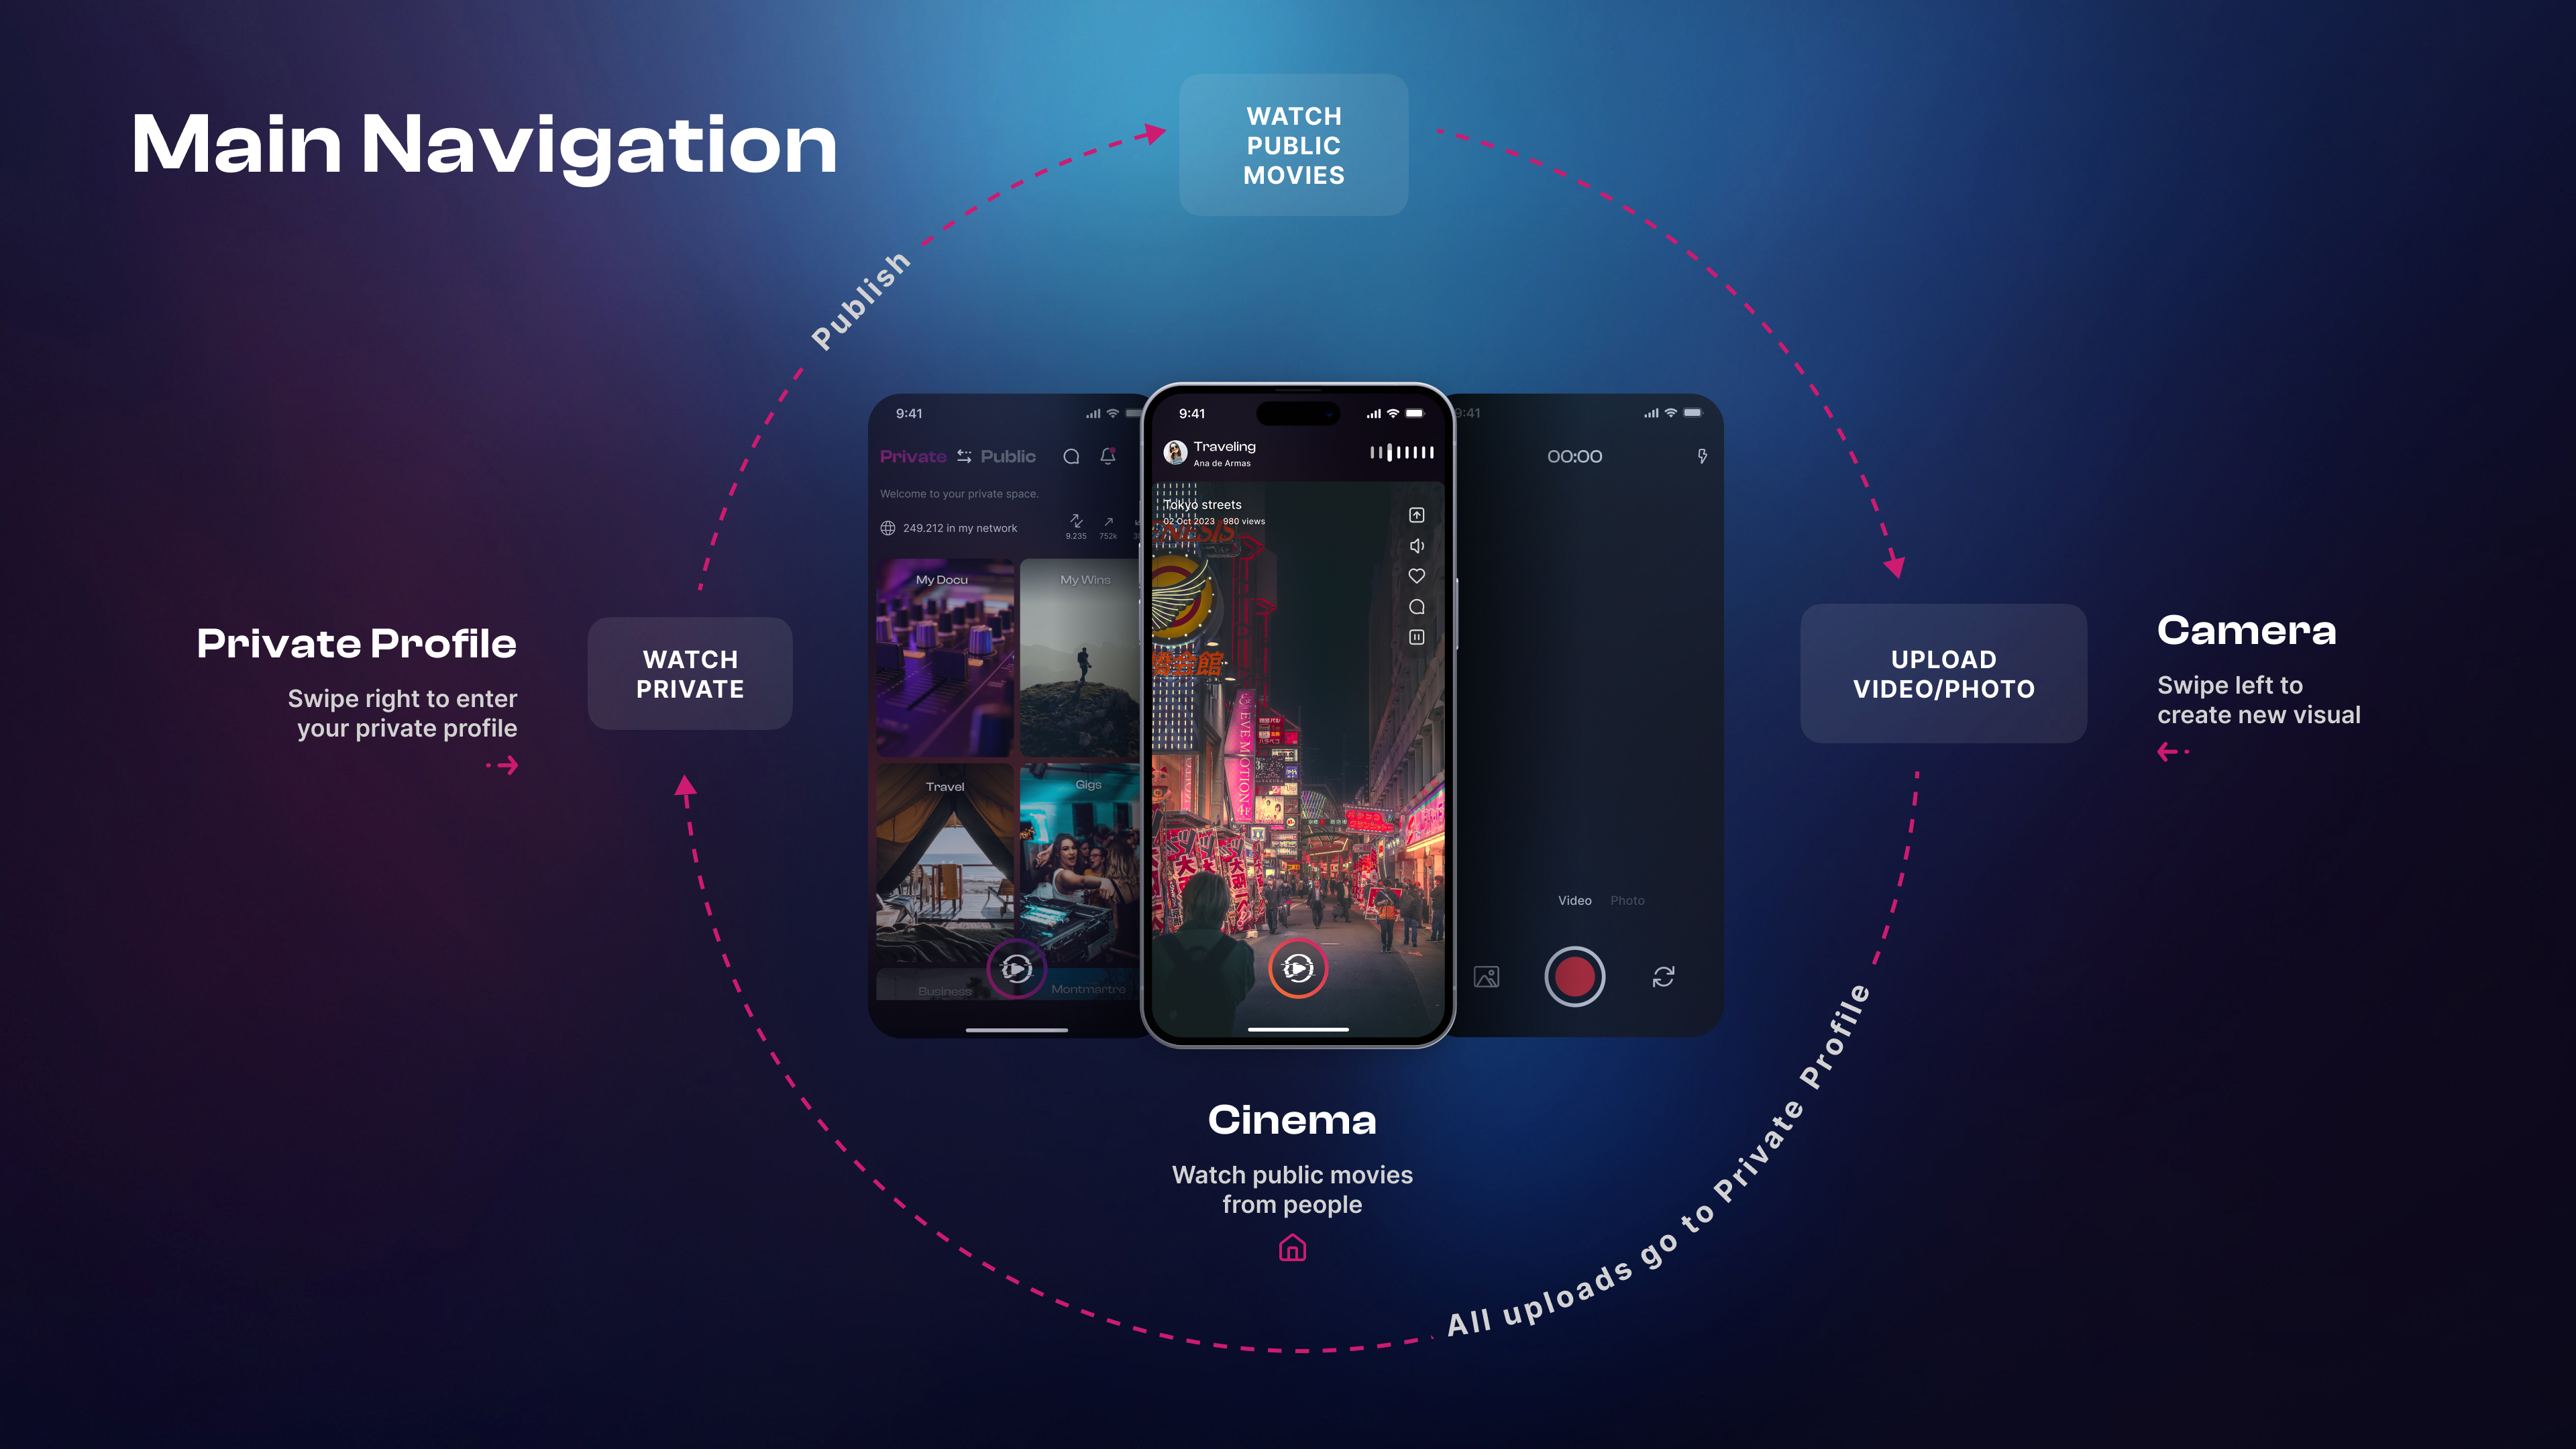 Main Navigation
WATCH
PUBLIC
MOVIES
Publish
9:41
Private Public
Welcome to your private space.
249.212 in my network
9.235 752k
My Docu
My Wins
Travel
Gigs
Business
Montmartre
9:41
Traveling
Ana de Armas
Tokyo streets
02 Oct 2023 980 views
EVE MOTION
9:41
00:00
Video Photo
Private Profile
Swipe right to enter
your private profile
WATCH
PRIVATE
UPLOAD
VIDEO/PHOTO
Camera
Swipe left to
create new visual
Cinema
Watch public movies
from people
All uploads go to Private Profile